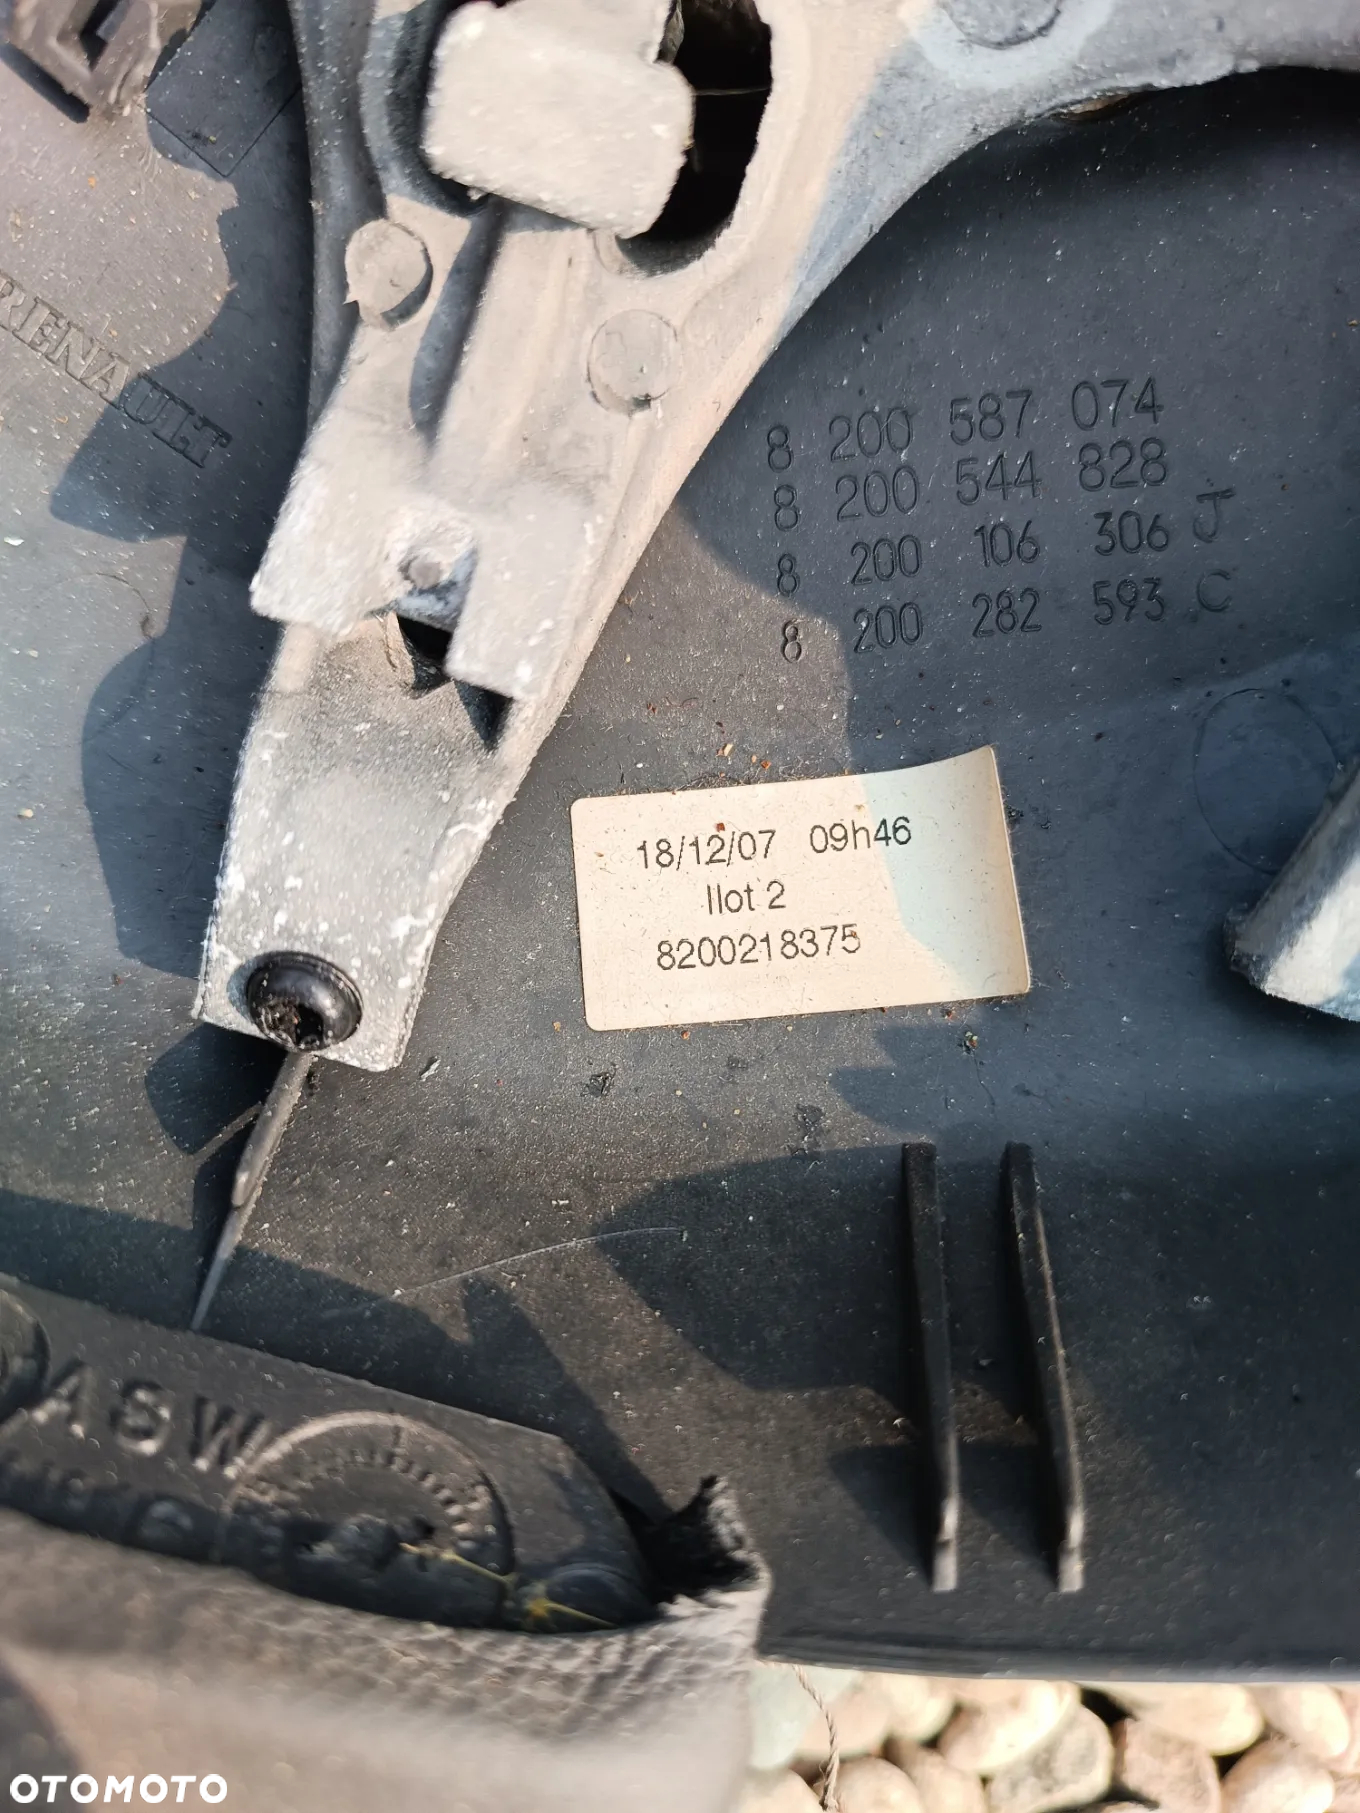 RENAULT
8 200 587 074
8 200 544 828
8 200 106 306 J
8 200 282 593 C
18/12/07 09h46
Ilot 2
8200218375
OTOMOTO